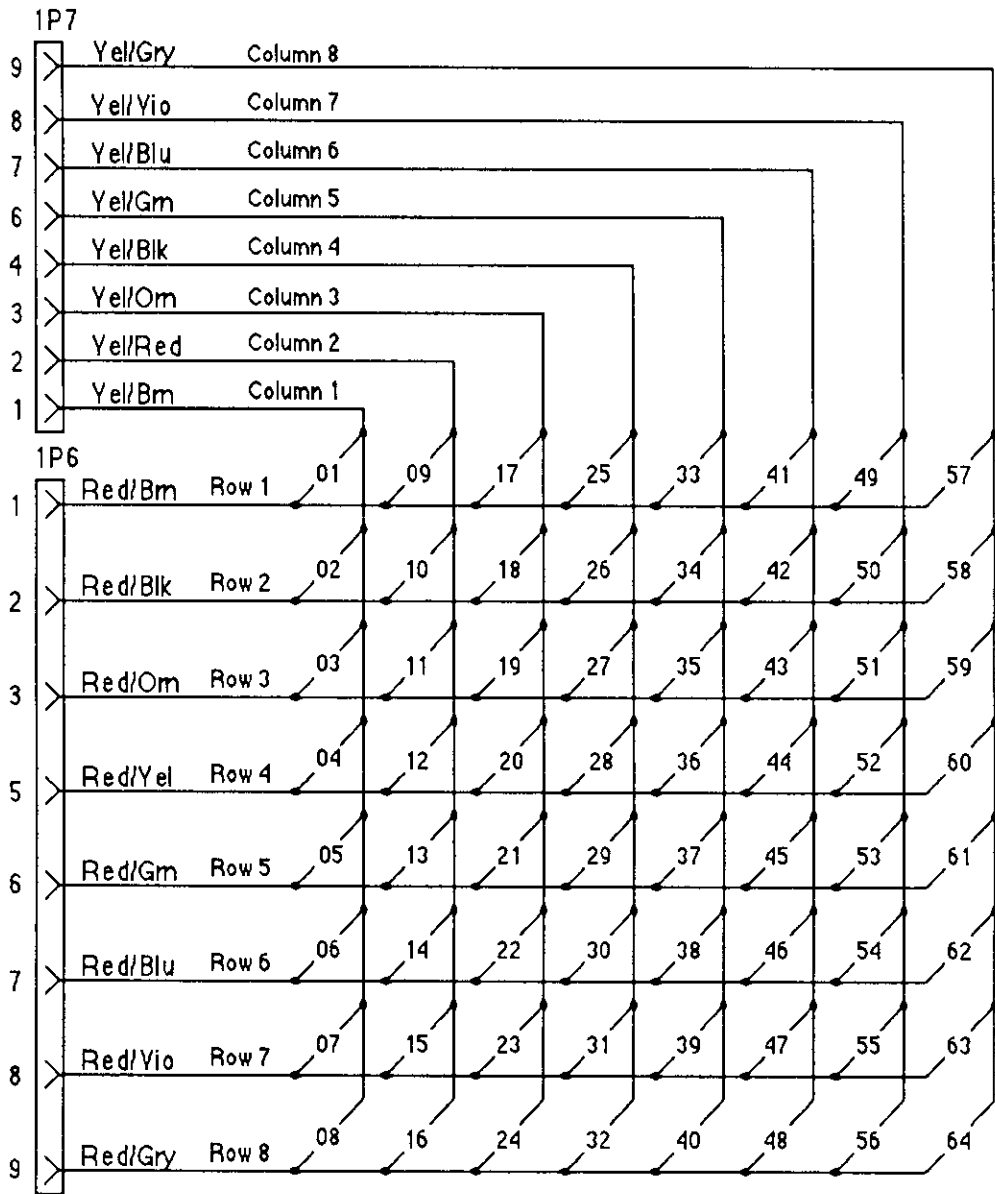 1P7
9 Yel/Gry Column 8
8 Yel/Vio Column 7
7 Yel/Blu Column 6
6 Yel/Grn Column 5
4 Yel/Blk Column 4
3 Yel/Orn Column 3
2 Yel/Red Column 2
1 Yel/Brn Column 1
1P6
1 Red/Brn Row 1 01 09 17 25 33 41 49 57
2 Red/Blk Row 2 02 10 18 26 34 42 50 58
3 Red/Orn Row 3 03 11 19 27 35 43 51 59
5 Red/Yel Row 4 04 12 20 28 36 44 52 60
6 Red/Grn Row 5 05 13 21 29 37 45 53 61
7 Red/Blu Row 6 06 14 22 30 38 46 54 62
8 Red/Vio Row 7 07 15 23 31 39 47 55 63
9 Red/Gry Row 8 08 16 24 32 40 48 56 64